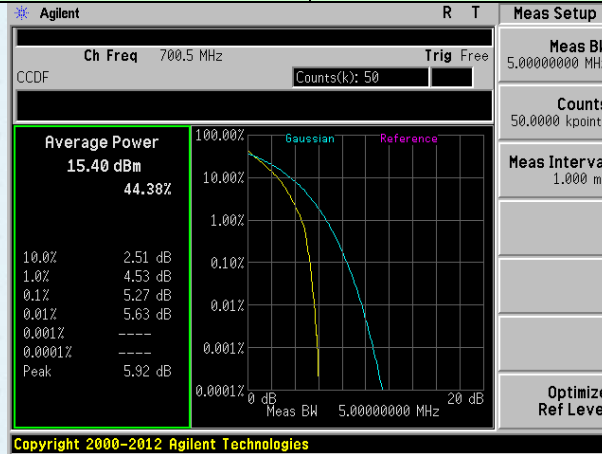 Agilent R T Meas Setup
Ch Freq 700.5 MHz Trig Free
CCDF Counts(k): 50
Meas B
5.00000000 MH
Counts
50.0000 kpoint
Meas Interva
1.000 m
Optimize
Ref Leve
Average Power
15.40 dBm
44.38%
10.0% 2.51 dB
1.0% 4.53 dB
0.1% 5.27 dB
0.01% 5.63 dB
0.001% ----
0.0001% ----
Peak 5.92 dB
Gaussian Reference
100.00%
10.00%
1.00%
0.10%
0.01%
0.001%
0.0001%
0 dB 20 dB
Meas BW 5.00000000 MHz
Copyright 2000-2012 Agilent Technologies